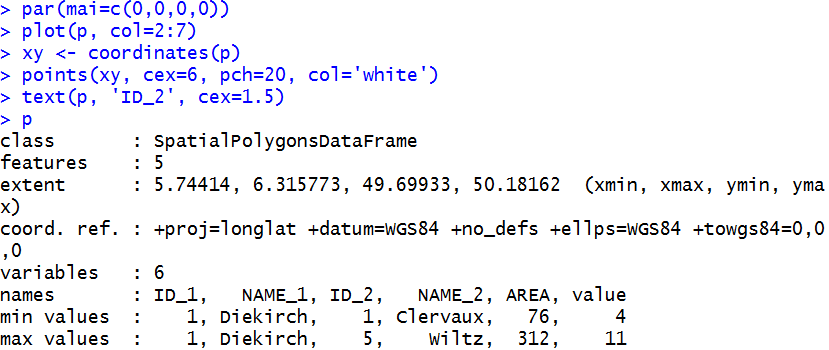 > par(mai=c(0,0,0,0))
> plot(p, col=2:7)
> xy <- coordinates(p)
> points(xy, cex=6, pch=20, col='white')
> text(p, 'ID_2', cex=1.5)
> p
class       : SpatialPolygonsDataFrame
features    : 5
extent      : 5.74414, 6.315773, 49.69933, 50.18162  (xmin, xmax, ymin, yma
x)
coord. ref. : +proj=longlat +datum=WGS84 +no_defs +ellps=WGS84 +towgs84=0,0
,0
variables   : 6
names       : ID_1,   NAME_1, ID_2,   NAME_2, AREA, value
min values  :    1, Diekirch,    1, Clervaux,   76,     4
max values  :    1, Diekirch,    5,    Wiltz,  312,    11